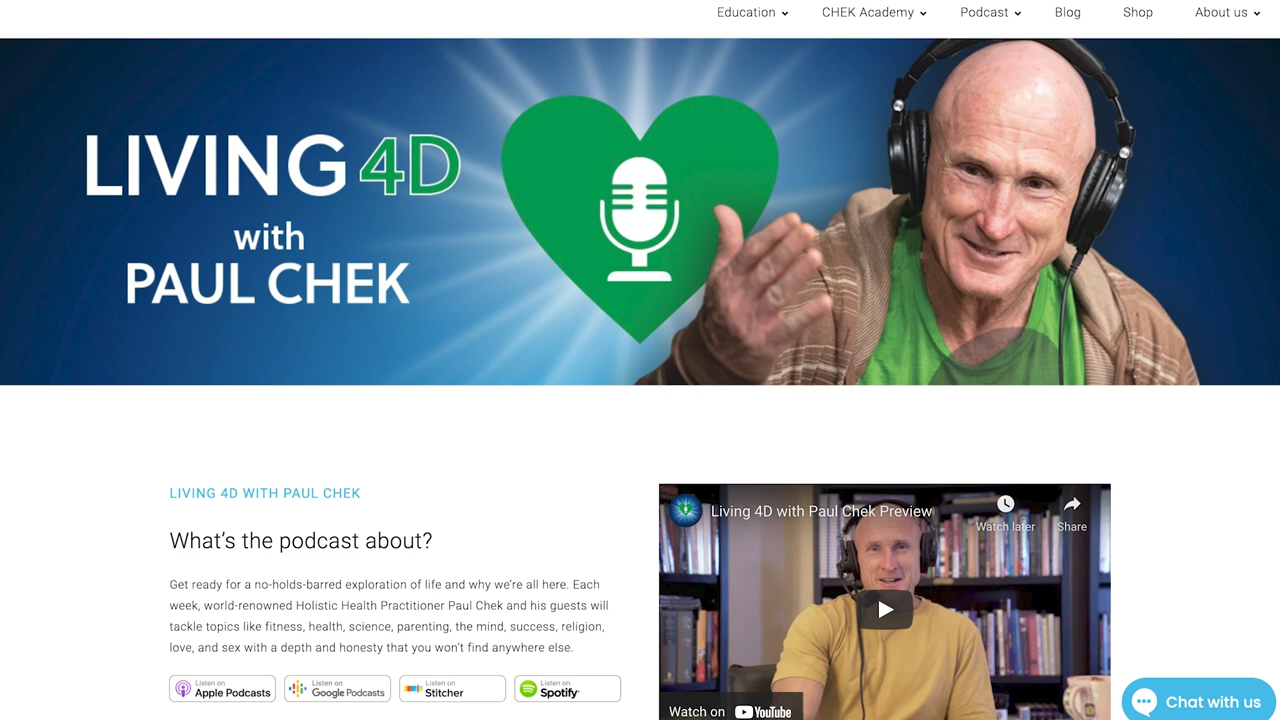 Education
CHEK Academy
Podcast
Blog
Shop
About us
LIVING 4D
with
PAUL CHEK
LIVING 4D WITH PAUL CHEK
What’s the podcast about?
Get ready for a no-holds-barred exploration of life and why we’re all here. Each
week, world-renowned Holistic Health Practitioner Paul Chek and his guests will
tackle topics like fitness, health, science, parenting, the mind, success, religion,
love, and sex with a depth and honesty that you won't find anywhere else.
Listen on
Apple Podcasts
Listen on
Google Podcasts
Listen on
Stitcher
Listen on
Spotify
Living 4D with Paul Chek Preview
Watch later
Share
Watch on YouTube
Chat with us